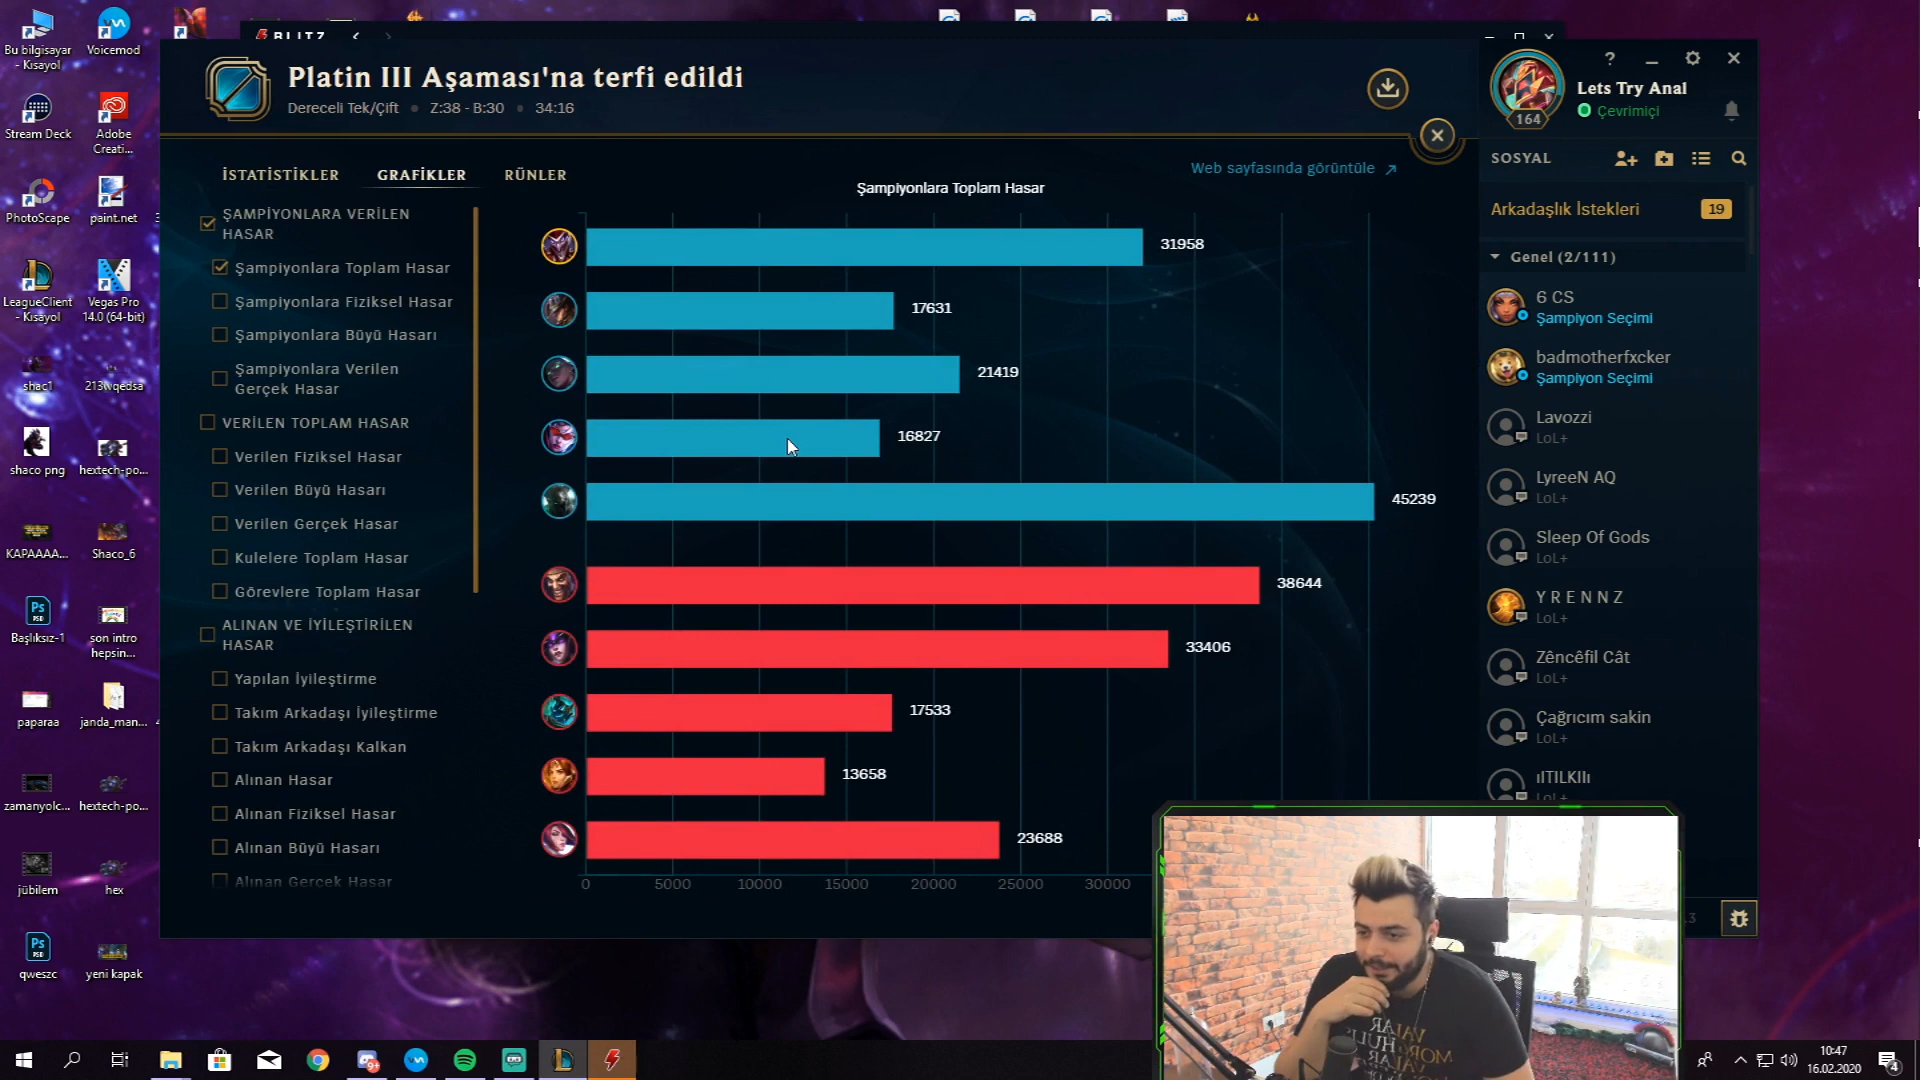 Bu bilgisayar - Kısayol
Voicemod
Stream Deck
Adobe Creati...
PhotoScape
paint.net
LeagueClient - Kısayol
Vegas Pro 14.0 (64-bit)
shac1
213wqedsa
shaco png
hextech-po...
KAPAAAA...
Shaco_6
Başlıksız-1
son intro hepsin...
paparaa
janda_man...
zamanyolc...
hextech-po...
jübilem
hex
qweszc
yeni kapak
BLITZ
Platin III Aşaması'na terfi edildi
Dereceli Tek/Çift • Z:38 - B:30 • 34:16
İSTATİSTİKLER GRAFİKLER RÜNLER
Web sayfasında görüntüle
Şampiyonlara Toplam Hasar
ŞAMPİYONLARA VERİLEN
HASAR
Şampiyonlara Toplam Hasar
Şampiyonlara Fiziksel Hasar
Şampiyonlara Büyü Hasarı
Şampiyonlara Verilen
Gerçek Hasar
VERİLEN TOPLAM HASAR
Verilen Fiziksel Hasar
Verilen Büyü Hasarı
Verilen Gerçek Hasar
Kulelere Toplam Hasar
Görevlere Toplam Hasar
ALINAN VE İYİLEŞTİRİLEN
HASAR
Yapılan İyileştirme
Takım Arkadaşı İyileştirme
Takım Arkadaşı Kalkan
Alınan Hasar
Alınan Fiziksel Hasar
Alınan Büyü Hasarı
Alınan Gerçek Hasar
31958
17631
21419
16827
45239
38644
33406
17533
13658
23688
0 5000 10000 15000 20000 25000 30000
Lets Try Anal
Çevrimiçi
164
SOSYAL
Arkadaşlık İstekleri 19
Genel (2/111)
6 CS
Şampiyon Seçimi
badmotherfxcker
Şampiyon Seçimi
Lavozzi
LoL+
LyreeN AQ
LoL+
Sleep Of Gods
LoL+
Y R E N N Z
LoL+
Zêncêfil Cât
LoL+
Çağrıcım sakin
LoL+
ıITILKIIı
LoL+
VALAR
MORGHULIS
VALAR
10:47
16.02.2020
4